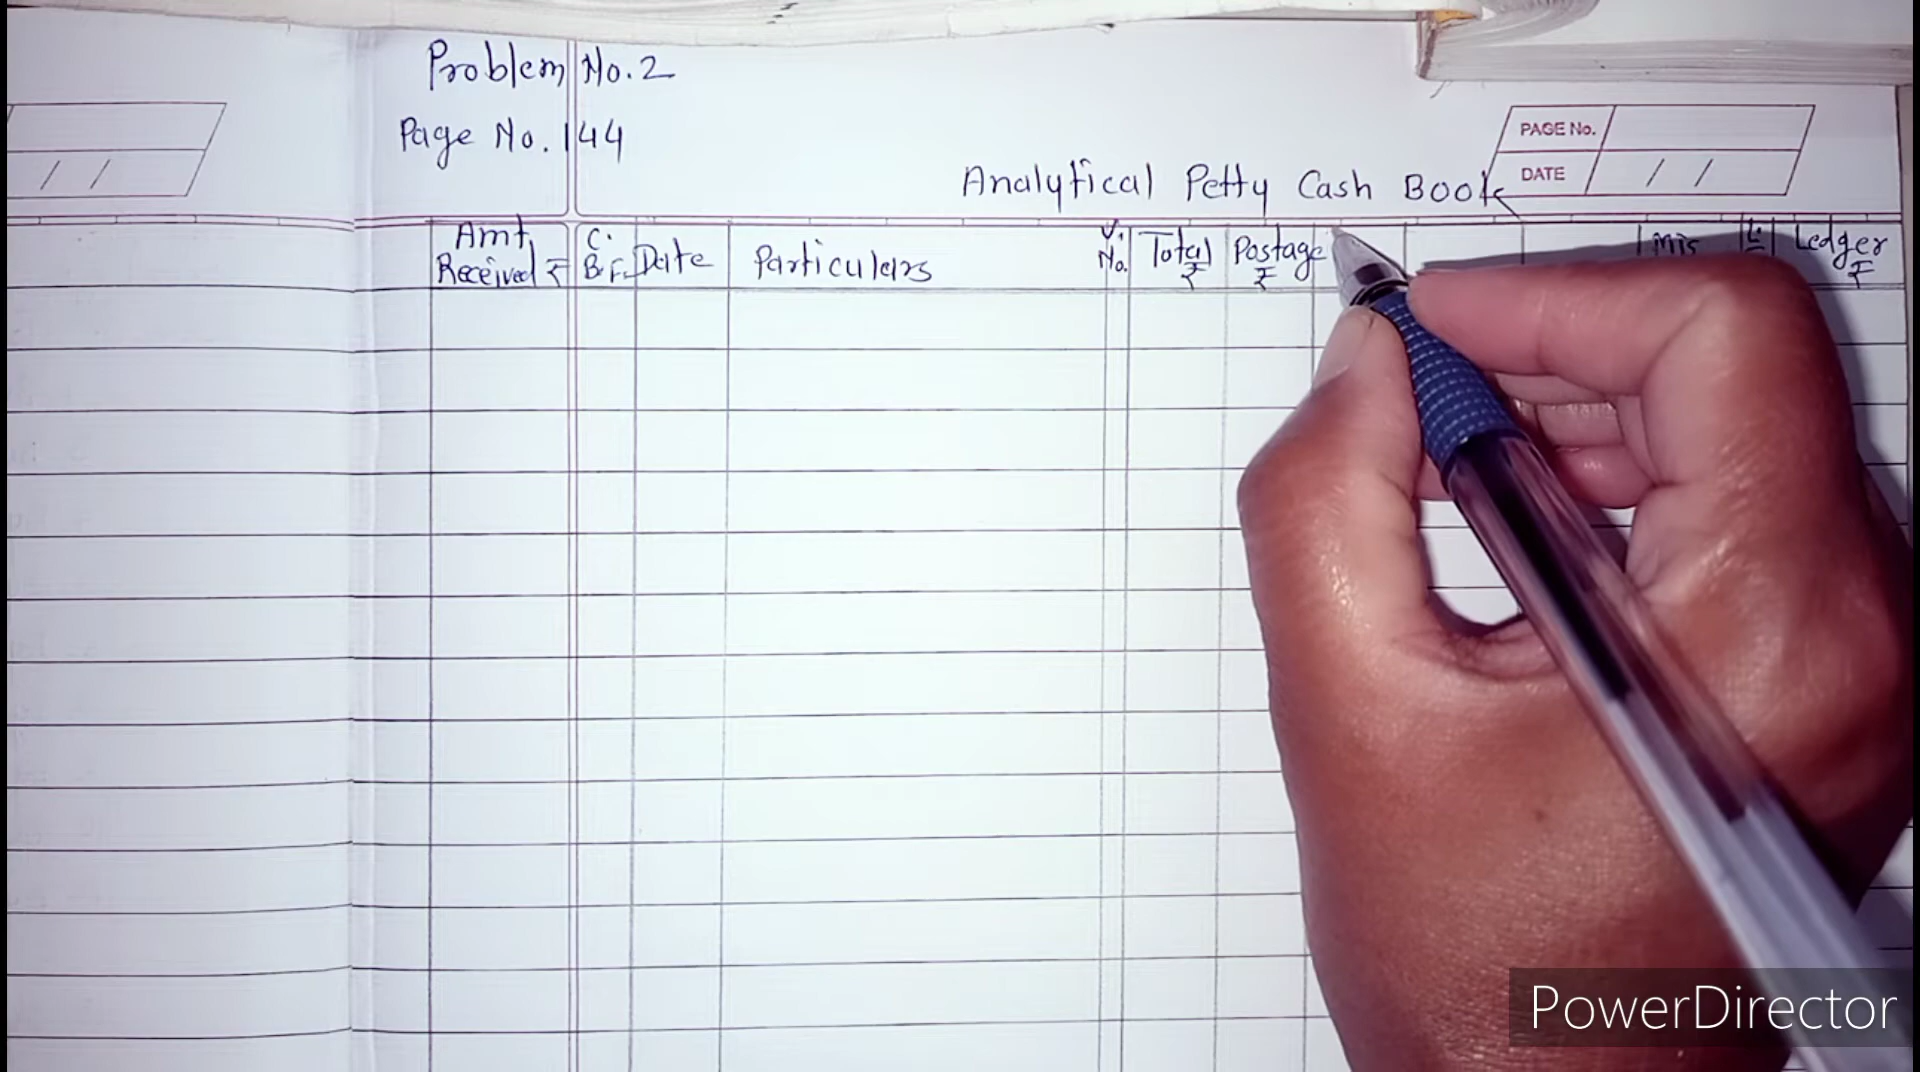 Problem No. 2
Page No. 144
PAGE No.
DATE / /
/ /
Analytical Petty Cash Book
Amt Received ₹ C. B. F. Date Particulars V. No. Total ₹ Postage ₹ Mis L. Ledger ₹
PowerDirector